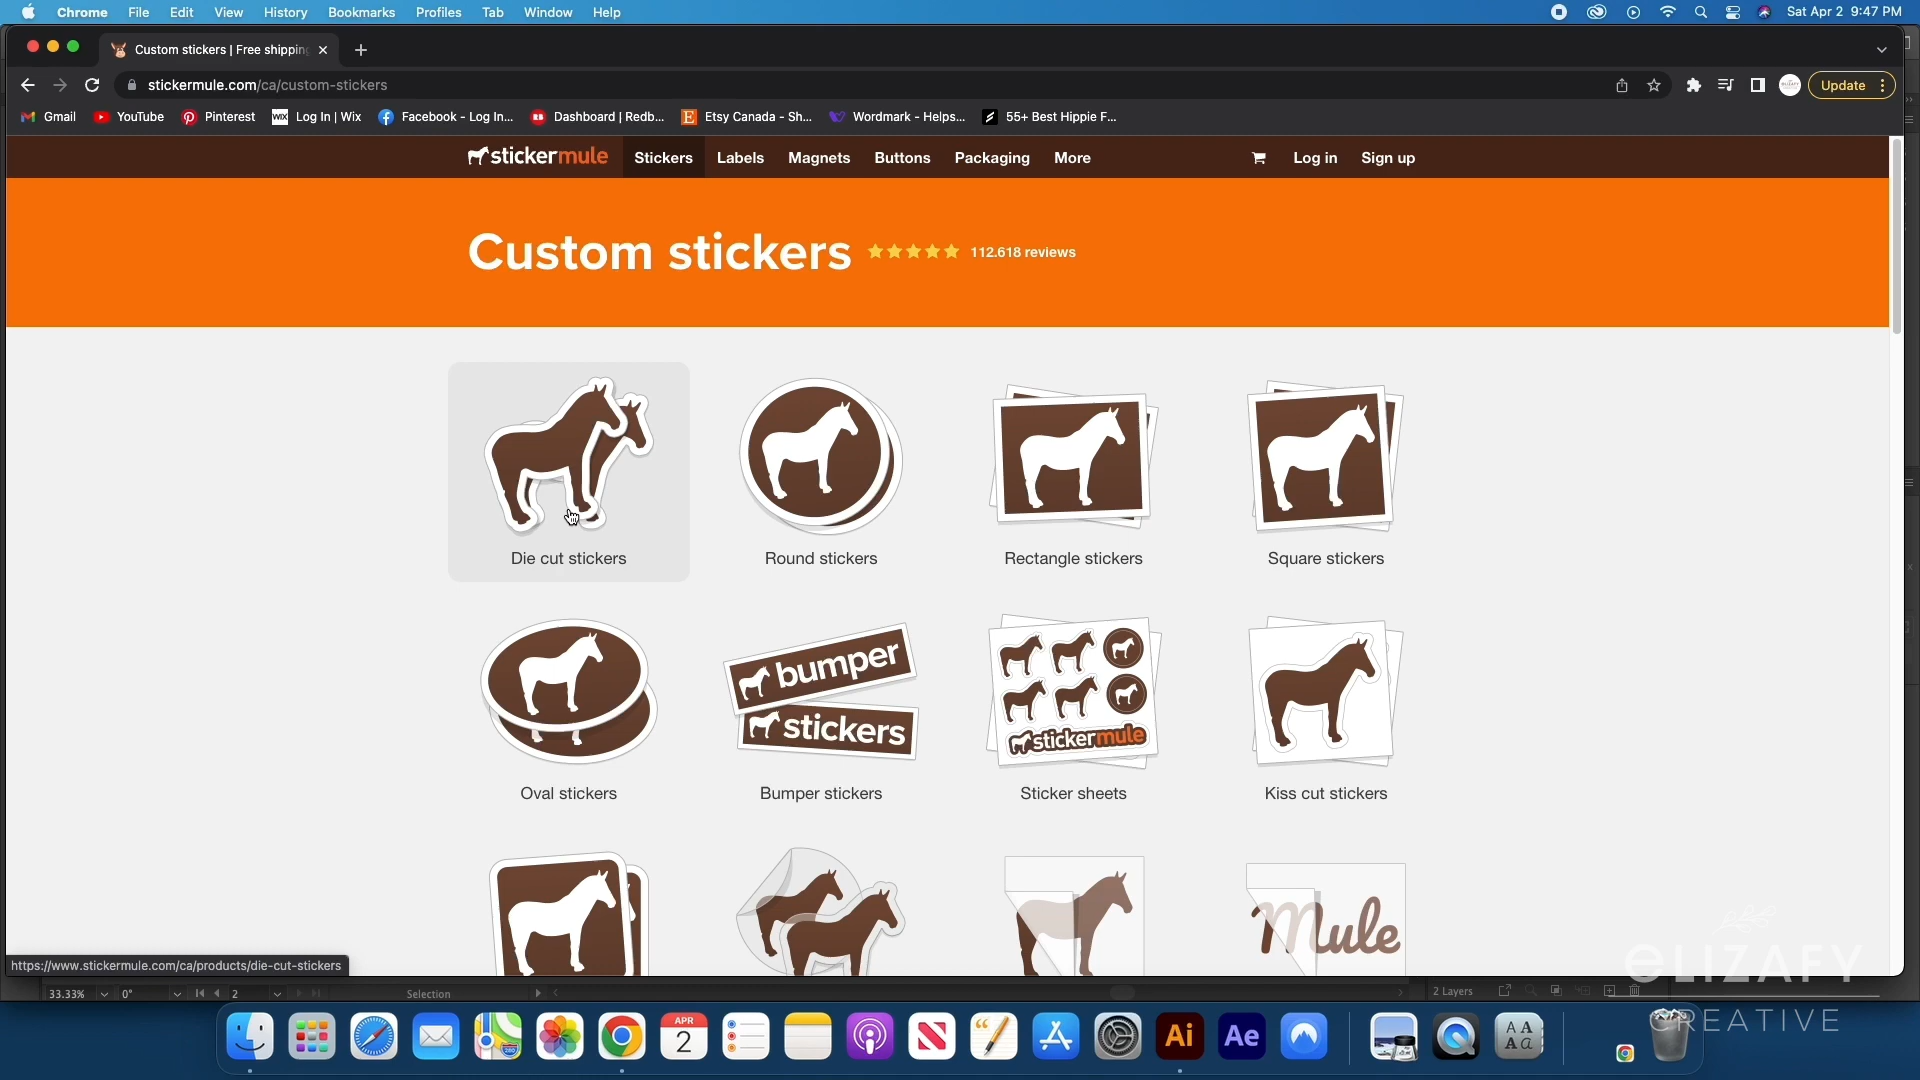 Chrome File Edit View History Bookmarks Profiles Tab Window Help
Sat Apr 2 9:47 PM
Custom stickers | Free shipping
stickermule.com/ca/custom-stickers
Update
Gmail YouTube Pinterest Log In | Wix Facebook - Log In... Dashboard | Redb... Etsy Canada - Sh... Wordmark - Helps... 55+ Best Hippie F...
stickermule Stickers Labels Magnets Buttons Packaging More Log in Sign up
Custom stickers 112.618 reviews
Die cut stickers
Round stickers
Rectangle stickers
Square stickers
bumper
stickers
stickermule
Oval stickers
Bumper stickers
Sticker sheets
Kiss cut stickers
Mule
https://www.stickermule.com/ca/products/die-cut-stickers
33.33% 0° 2 Selection 2 Layers
eLIZAFY
CREATIVE
APR
2
Ai
Ae